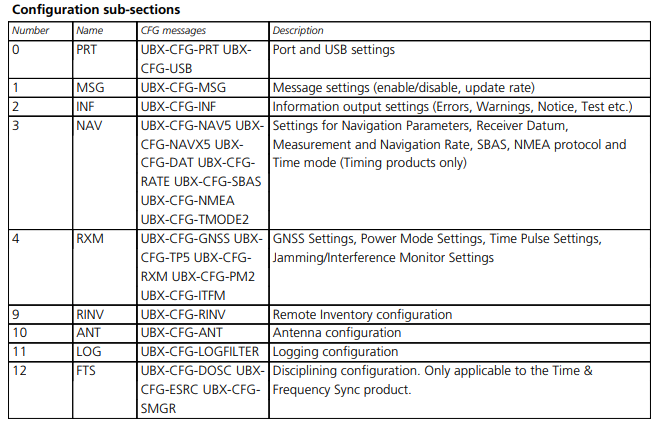 Configuration sub-sections
Number Name CFG messages Description
0 PRT UBX-CFG-PRT UBX- Port and USB settings
CFG-USB
1 MSG UBX-CFG-MSG Message settings (enable/disable, update rate)
2 INF UBX-CFG-INF Information output settings (Errors, Warnings, Notice, Test etc.)
3 NAV UBX-CFG-NAV5 UBX- Settings for Navigation Parameters, Receiver Datum,
CFG-NAVX5 UBX- Measurement and Navigation Rate, SBAS, NMEA protocol and
CFG-DAT UBX-CFG- Time mode (Timing products only)
RATE UBX-CFG-SBAS
UBX-CFG-NMEA
UBX-CFG-TMODE2
4 RXM UBX-CFG-GNSS UBX- GNSS Settings, Power Mode Settings, Time Pulse Settings,
CFG-TP5 UBX-CFG- Jamming/Interference Monitor Settings
RXM UBX-CFG-PM2
UBX-CFG-ITFM
9 RINV UBX-CFG-RINV Remote Inventory configuration
10 ANT UBX-CFG-ANT Antenna configuration
11 LOG UBX-CFG-LOGFILTER Logging configuration
12 FTS UBX-CFG-DOSC UBX- Disciplining configuration. Only applicable to the Time &
CFG-ESRC UBX-CFG- Frequency Sync product.
SMGR